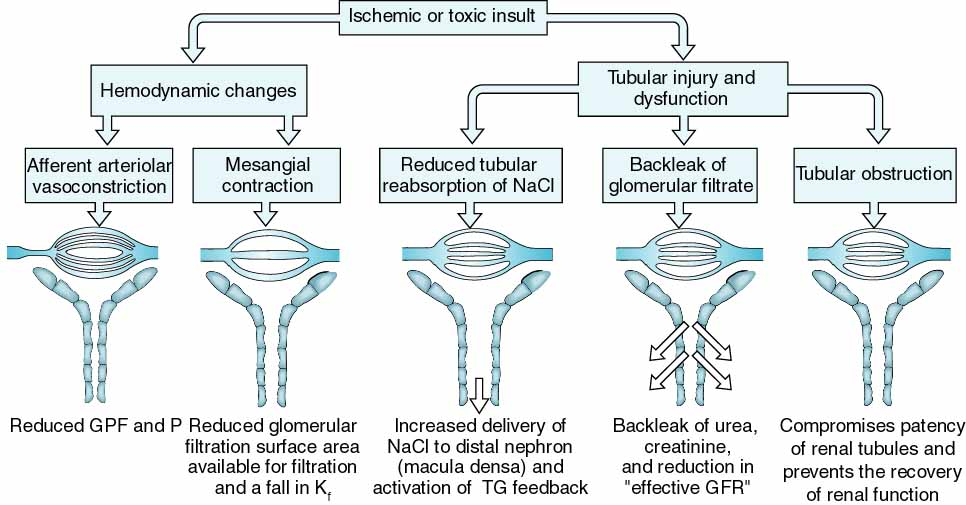 Ischemic or toxic insult
Hemodynamic changes
Tubular injury and
dysfunction
Afferent arteriolar
vasoconstriction
Mesangial
contraction
Reduced tubular
reabsorption of NaCl
Backleak of
glomerular filtrate
Tubular obstruction
Reduced GPF and P
Reduced glomerular
filtration surface area
available for filtration
and a fall in Kf
Increased delivery of
NaCl to distal nephron
(macula densa) and
activation of TG feedback
Backleak of urea,
creatinine,
and reduction in
"effective GFR"
Compromises patency
of renal tubules and
prevents the recovery
of renal function